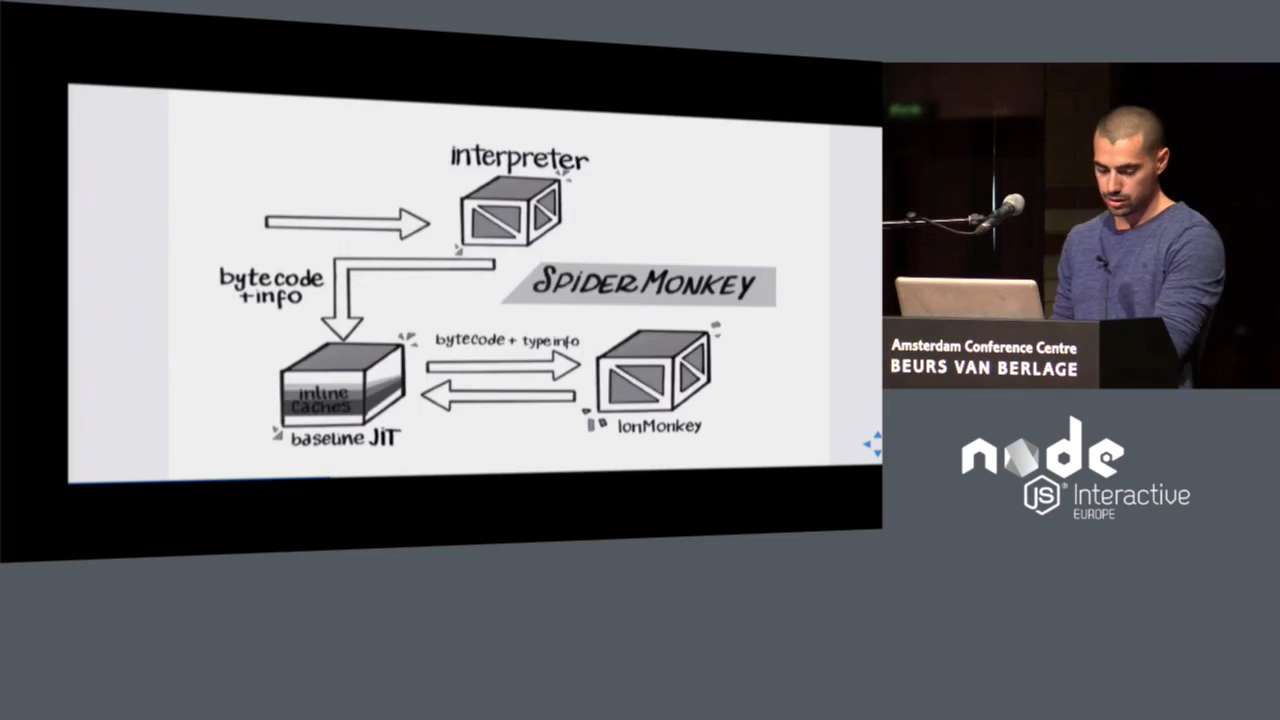 interpreter
bytecode
+info
SPIDERMONKEY
bytecode + typeinfo
inline
caches
baseline JIT
IonMonkey
Amsterdam Conference Centre
BEURS VAN BERLAGE
node
JS
®
Interactive
EUROPE